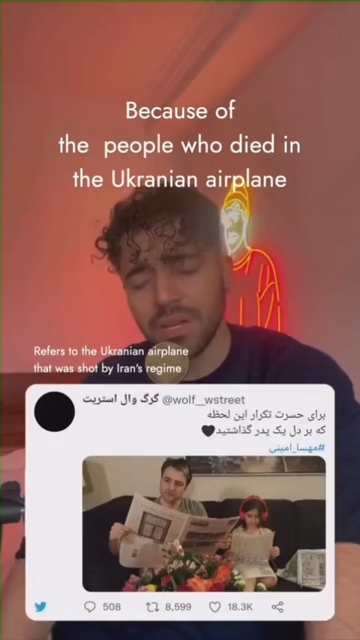 Because of
the people who died in
the Ukranian airplane
Refers to the Ukranian airplane
that was shot by Iran's regime
گرگ وال استریت @wolf__wstreet
برای حسرت تکرار این لحظه
که بر دل یک پدر گذاشتید🖤
#مهسا_امینی
508 8,599 18.3K